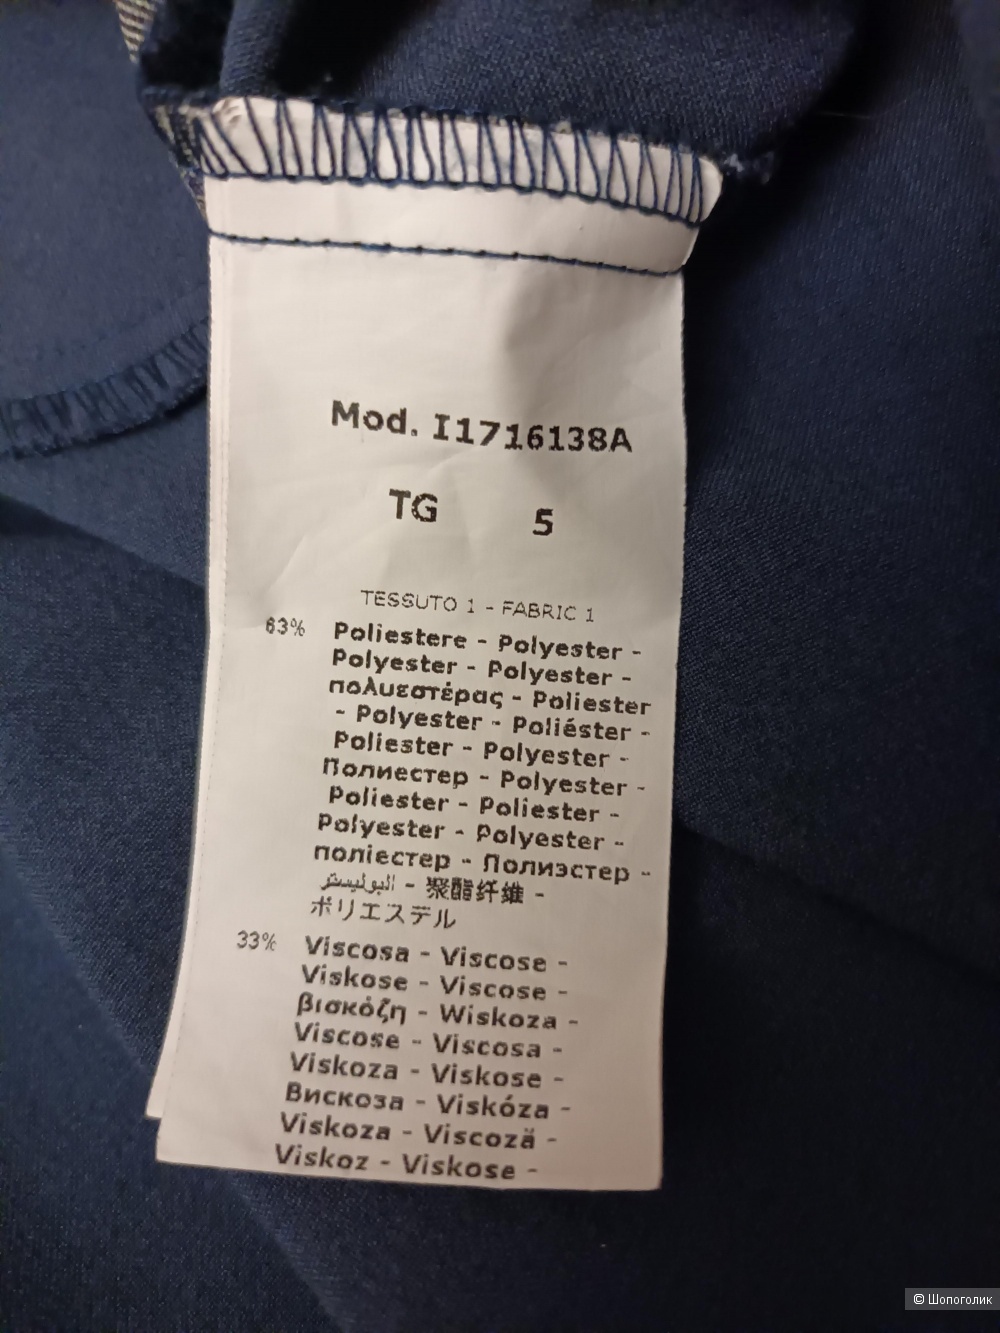 Mod. I1716138A
TG 5
TESSUTO 1 - FABRIC 1
63% Poliestere - Polyester -
Polyester - Polyester -
πολυεστέρας - Poliester
- Polyester - Poliéster -
Poliester - Polyester -
Полиестер - Polyester -
Poliester - Poliester -
Polyester - Polyester -
поліестер - Полиэстер -
البوليستر - 聚酯纤维 -
ポリエステル
33% Viscosa - Viscose -
Viskose - Viscose -
βισκόζη - Wiskoza -
Viscose - Viscosa -
Viskoza - Viskose -
Вискоза - Viskóza -
Viskoza - Viscoză -
Viskoz - Viskose -
© Шопоголик